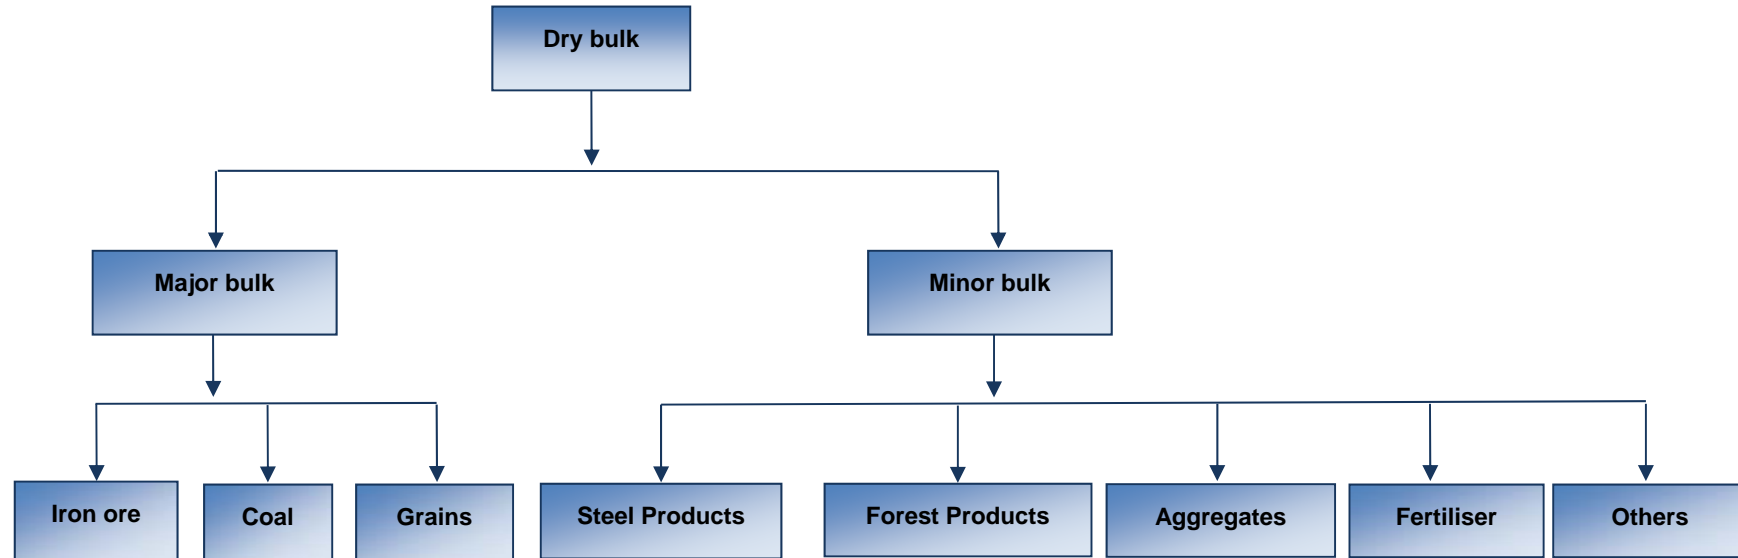 Dry bulk
Major bulk
Minor bulk
Iron ore
Coal
Grains
Steel Products
Forest Products
Aggregates
Fertiliser
Others